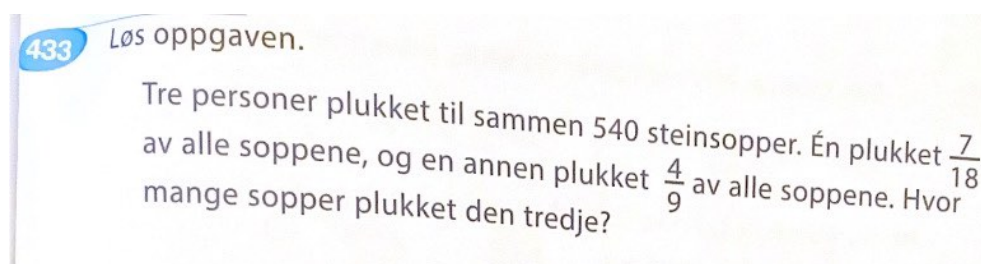 433 Løs oppgaven.
Tre personer plukket til sammen 540 steinsopper. Én plukket 7/18
av alle soppene, og en annen plukket 4/9 av alle soppene. Hvor
mange sopper plukket den tredje?